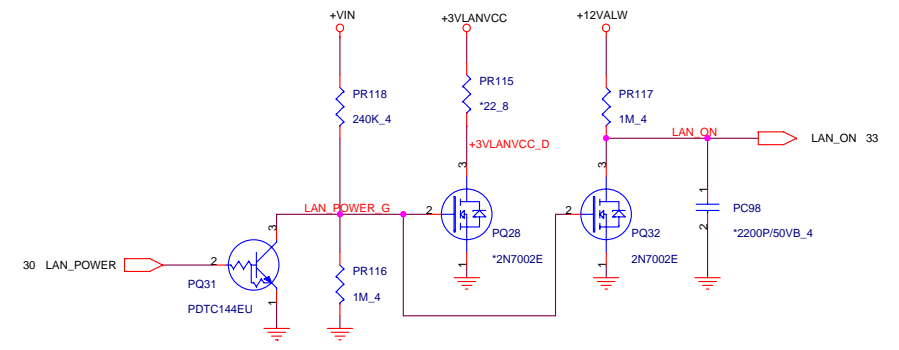 +VIN
+3VLANVCC
+12VALW
PR118
240K_4
PR115
*22_8
PR117
1M_4
+3VLANVCC_D
LAN_ON
LAN_ON 33
3
3
1
LAN_POWER_G
2
2
3
PQ28
*2N7002E
PQ32
2N7002E
PC98
*2200P/50VB_4
2
30 LAN_POWER
2
PQ31
PDTC144EU
1
PR116
1M_4
1
1